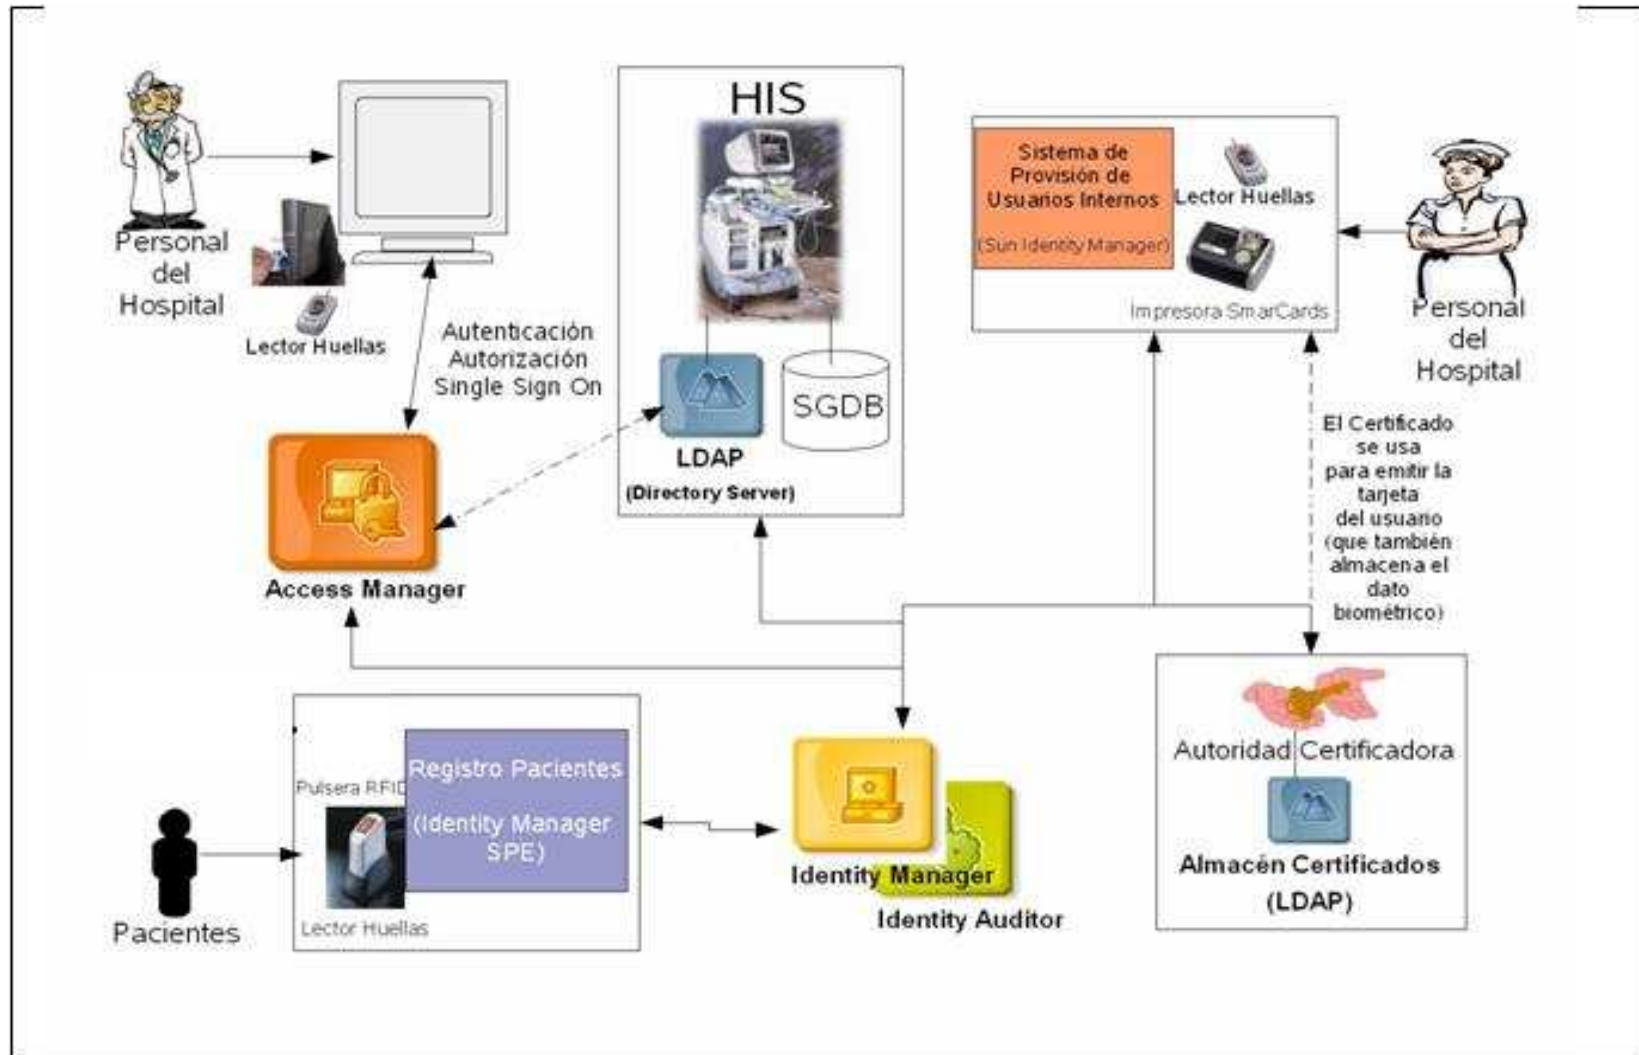 HIS
Sistema de
Provisión de
Usuarios Internos
(Sun Identity Manager)
Lector Huellas
Impresora SmarCards
Personal
del
Hospital
Personal
del
Hospital
Lector Huellas
Autenticación
Autorización
Single Sign On
LDAP
(Directory Server)
SGDB
El Certificado
se usa
para emitir la
tarjeta
del usuario
(que también
almacena el
dato
biométrico)
Access Manager
Pulsera RFID
Registro Pacientes
(Identity Manager
SPE)
Lector Huellas
Pacientes
Identity Manager
Identity Auditor
Autoridad Certificadora
Almacén Certificados
(LDAP)